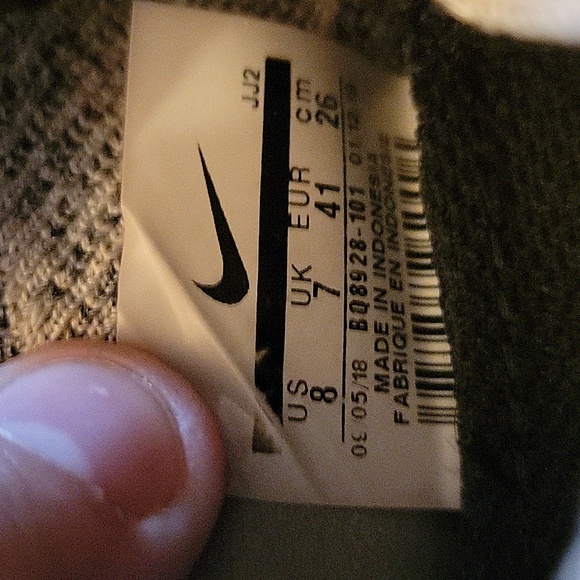 JJ2
US UK EUR cm
8 7 41 26
05/18 BQ8928-101
MADE IN INDONESIA
FABRIQUE EN INDONESIE